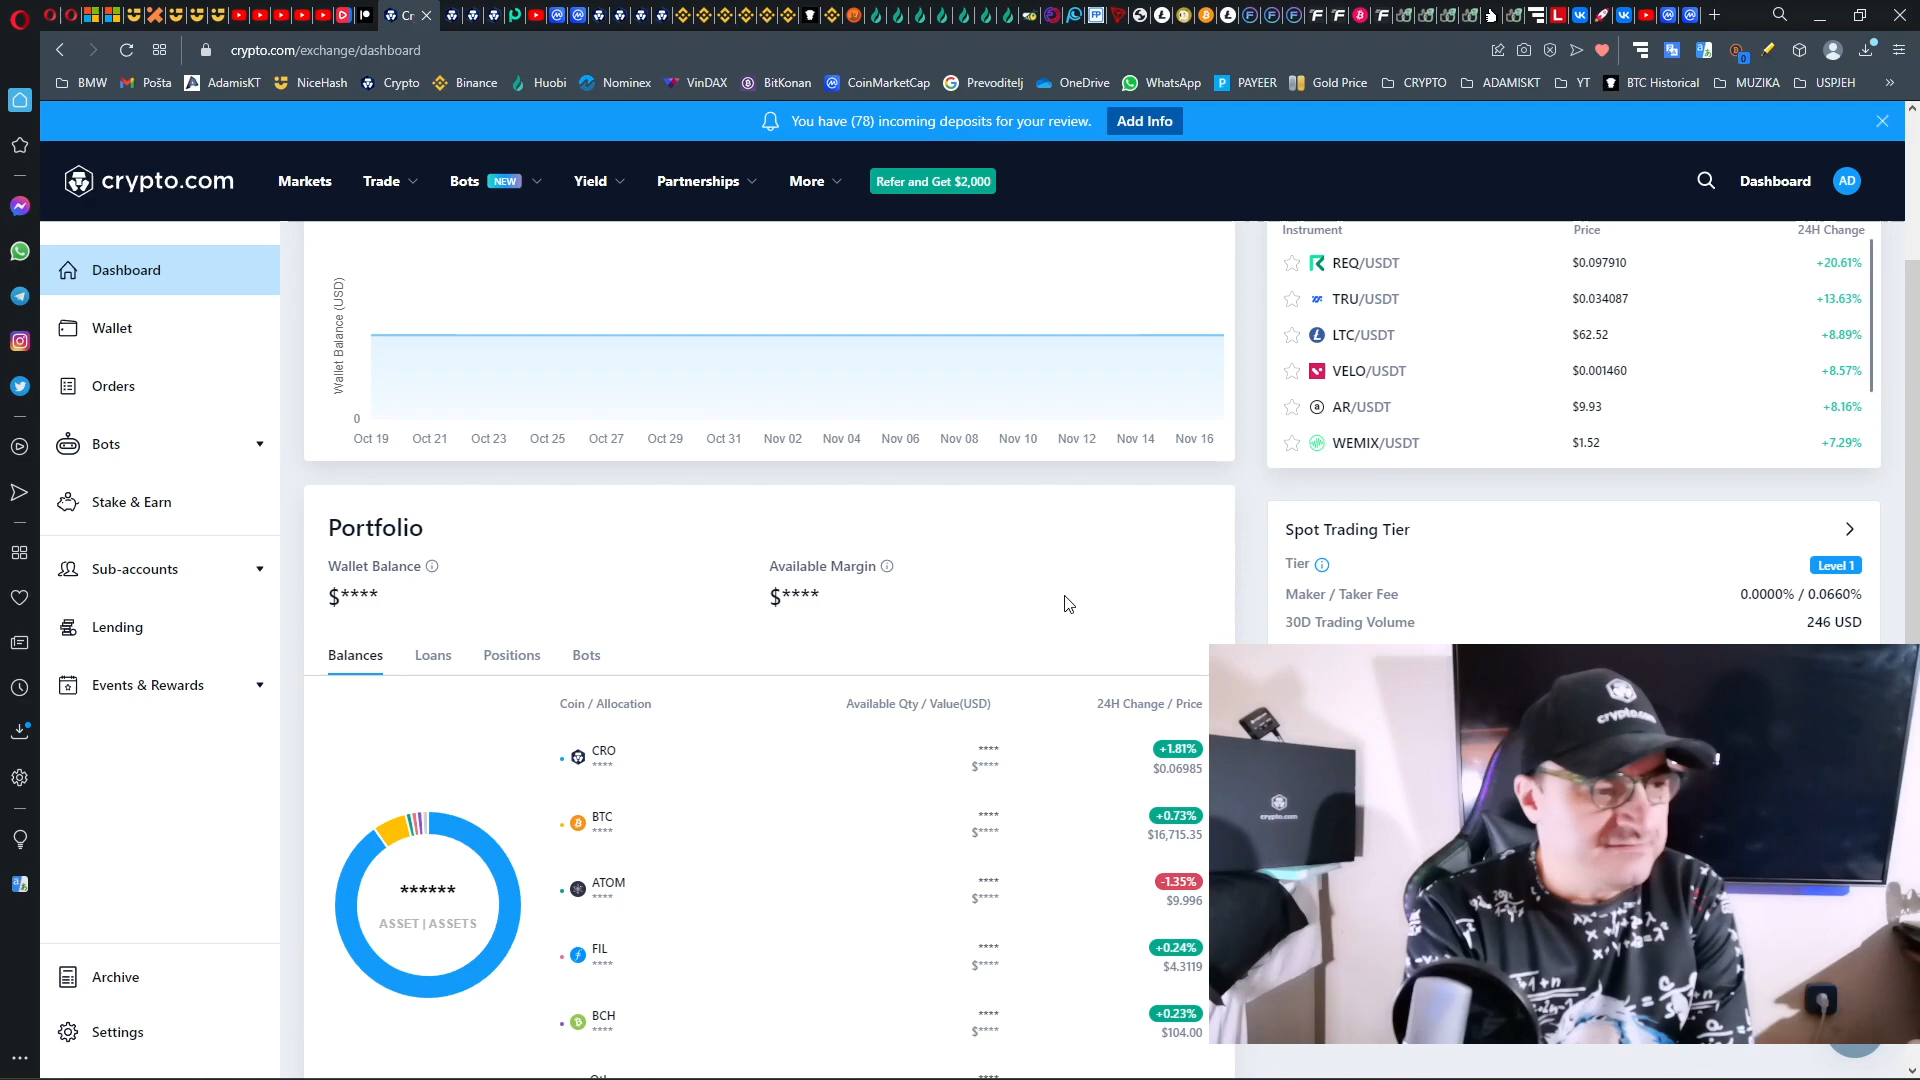 Cr
crypto.com/exchange/dashboard
BMW Pošta AdamisKT NiceHash Crypto Binance Huobi Nominex VinDAX BitKonan CoinMarketCap Prevoditelj OneDrive WhatsApp PAYEER Gold Price CRYPTO ADAMISKT YT BTC Historical MUZIKA USPJEH
You have (78) incoming deposits for your review. Add Info
crypto.com Markets Trade Bots NEW Yield Partnerships More Refer and Get $2,000 Dashboard AD
Dashboard
Wallet
Orders
Bots
Stake & Earn
Sub-accounts
Lending
Events & Rewards
Archive
Settings
Wallet Balance (USD)
0
Oct 19 Oct 21 Oct 23 Oct 25 Oct 27 Oct 29 Oct 31 Nov 02 Nov 04 Nov 06 Nov 08 Nov 10 Nov 12 Nov 14 Nov 16
Instrument Price 24H Change
REQ/USDT $0.097910 +20.61%
TRU/USDT $0.034087 +13.63%
LTC/USDT $62.52 +8.89%
VELO/USDT $0.001460 +8.57%
AR/USDT $9.93 +8.16%
WEMIX/USDT $1.52 +7.29%
Portfolio
Wallet Balance Available Margin
$**** $****
Balances Loans Positions Bots
Coin / Allocation Available Qty / Value(USD) 24H Change / Price
CRO **** +1.81%
**** $**** $0.06985
BTC **** +0.73%
**** $**** $16,715.35
ATOM **** -1.35%
**** $**** $9.996
FIL **** +0.24%
**** $**** $4.3119
BCH **** +0.23%
**** $**** $104.00
******
ASSET | ASSETS
Spot Trading Tier
Tier Level 1
Maker / Taker Fee 0.0000% / 0.0660%
30D Trading Volume 246 USD
crypto.com
crypto.com